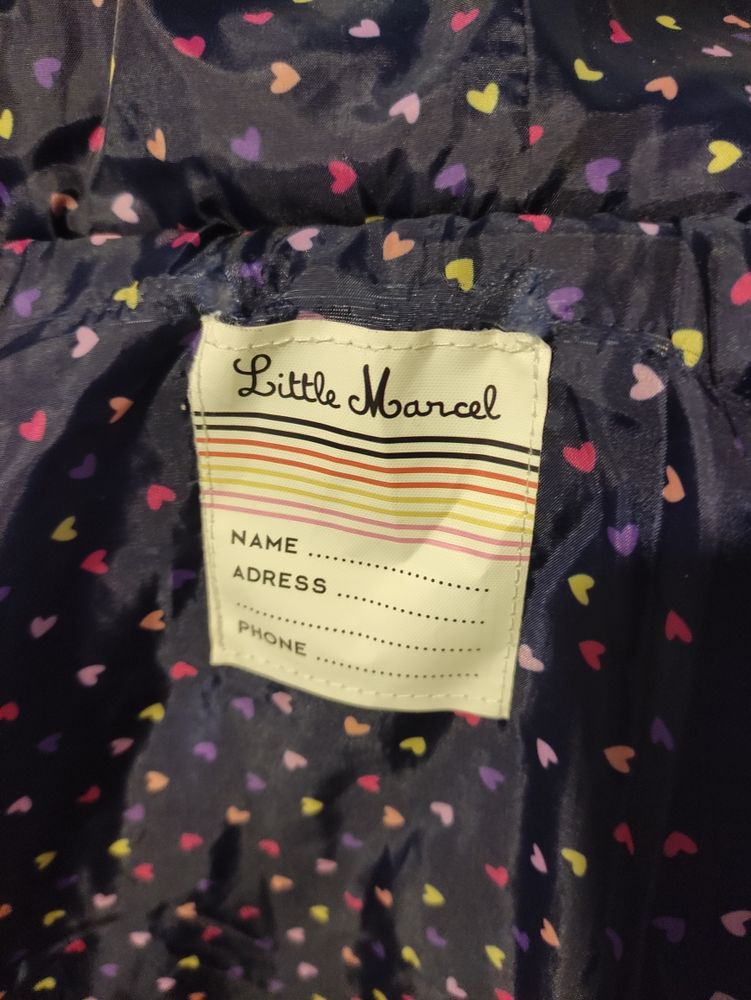 Little Marcel
NAME ......................
ADRESS ..................
..............................
PHONE ....................